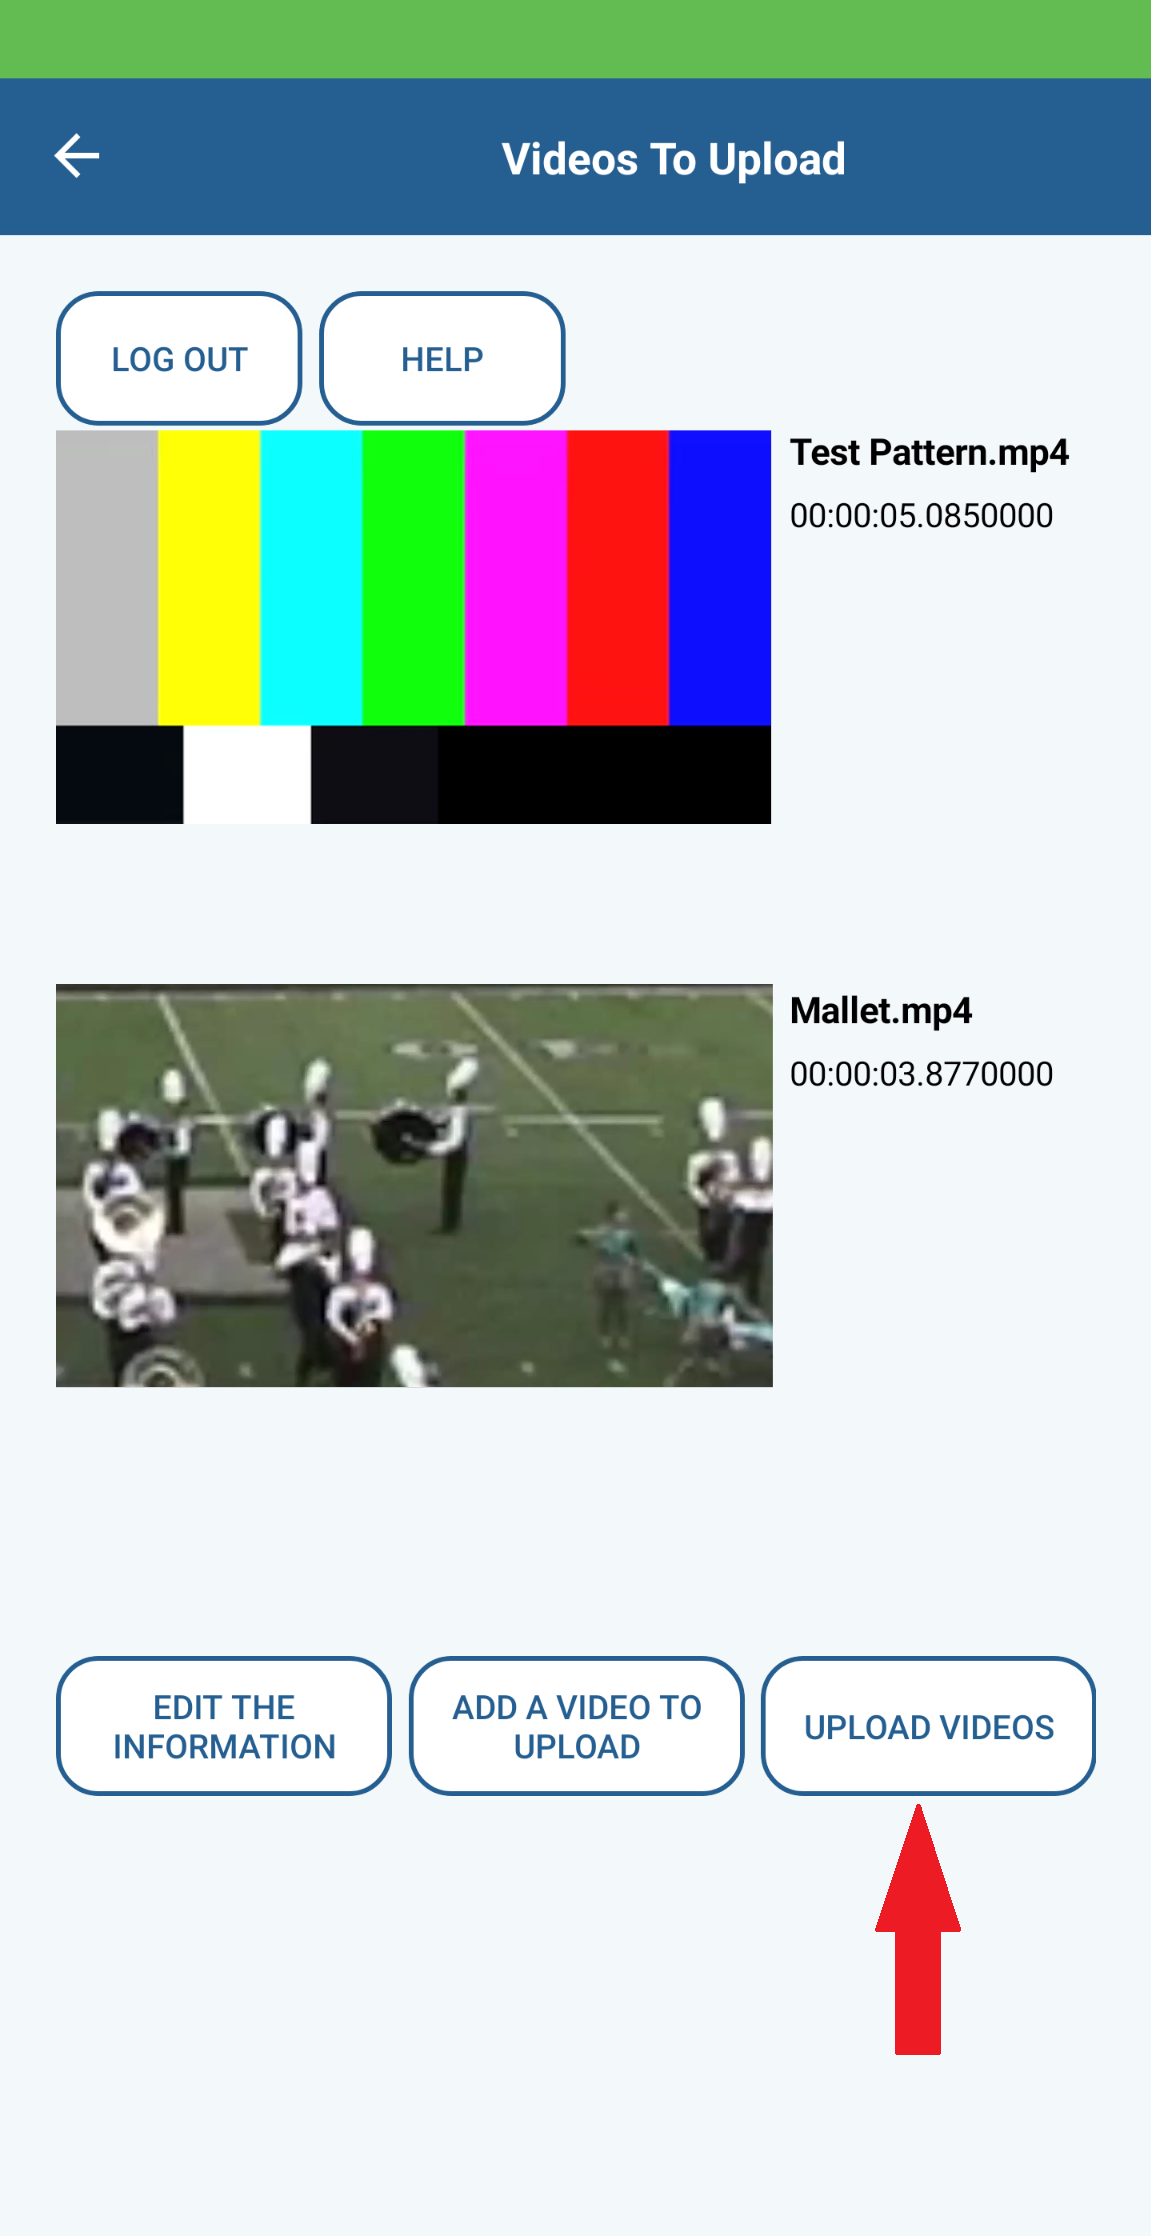 Videos To Upload
LOG OUT
HELP
Test Pattern.mp4
00:00:05.0850000
Mallet.mp4
00:00:03.8770000
EDIT THE
INFORMATION
ADD A VIDEO TO
UPLOAD
UPLOAD VIDEOS